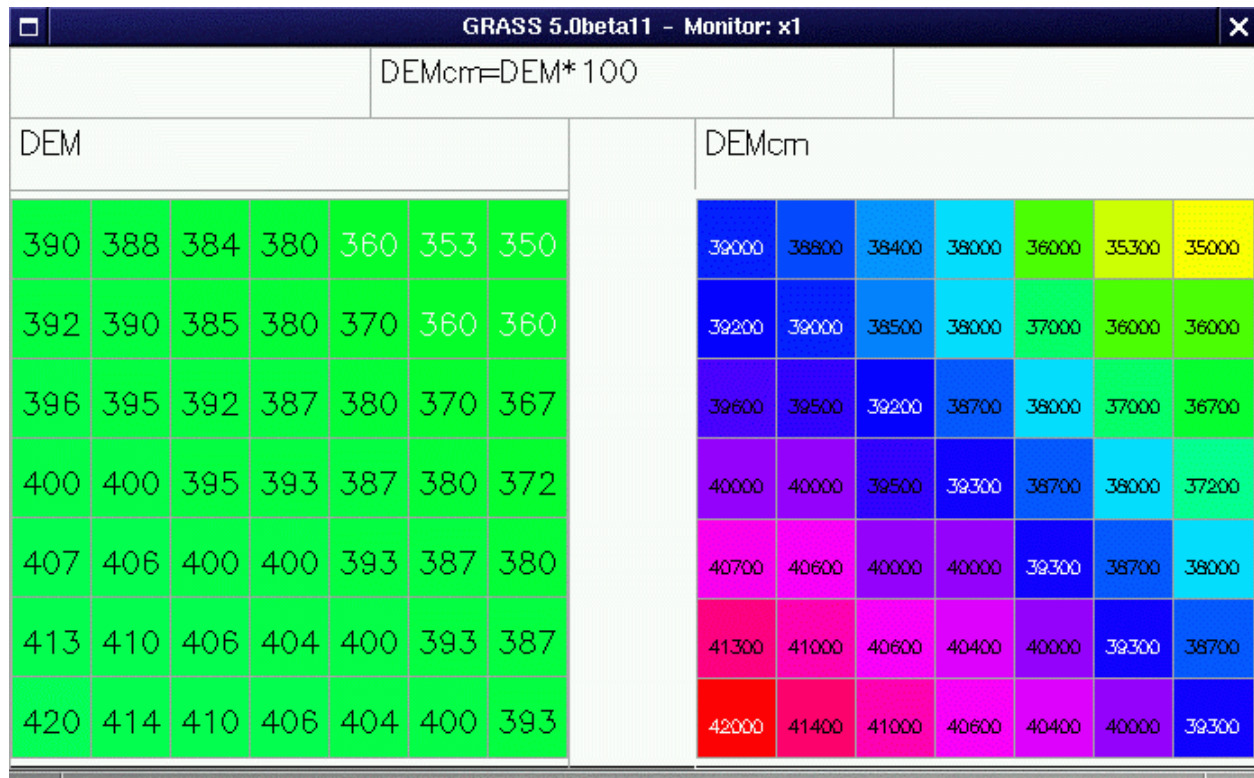 GRASS 5.0beta11 - Monitor: x1
DEMcm=DEM*100
DEM
DEMcm
390 388 384 380 360 353 350
39000 38800 38400 38000 36000 35300 35000
392 390 385 380 370 360 360
39200 39000 38500 38000 37000 36000 36000
396 395 392 387 380 370 367
39600 39500 39200 38700 38000 37000 36700
400 400 395 393 387 380 372
40000 40000 39500 39300 38700 38000 37200
407 406 400 400 393 387 380
40700 40600 40000 40000 39300 38700 38000
413 410 406 404 400 393 387
41300 41000 40600 40400 40000 39300 38700
420 414 410 406 404 400 393
42000 41400 41000 40600 40400 40000 39300